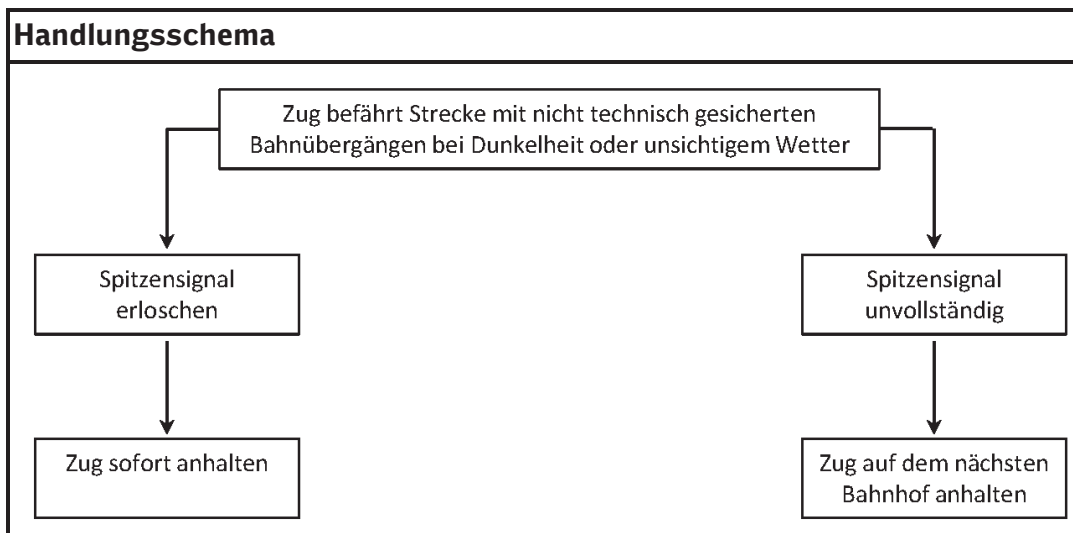 Handlungsschema
Zug befährt Strecke mit nicht technisch gesicherten
Bahnübergängen bei Dunkelheit oder unsichtigem Wetter
Spitzensignal
erloschen
Spitzensignal
unvollständig
Zug sofort anhalten
Zug auf dem nächsten
Bahnhof anhalten